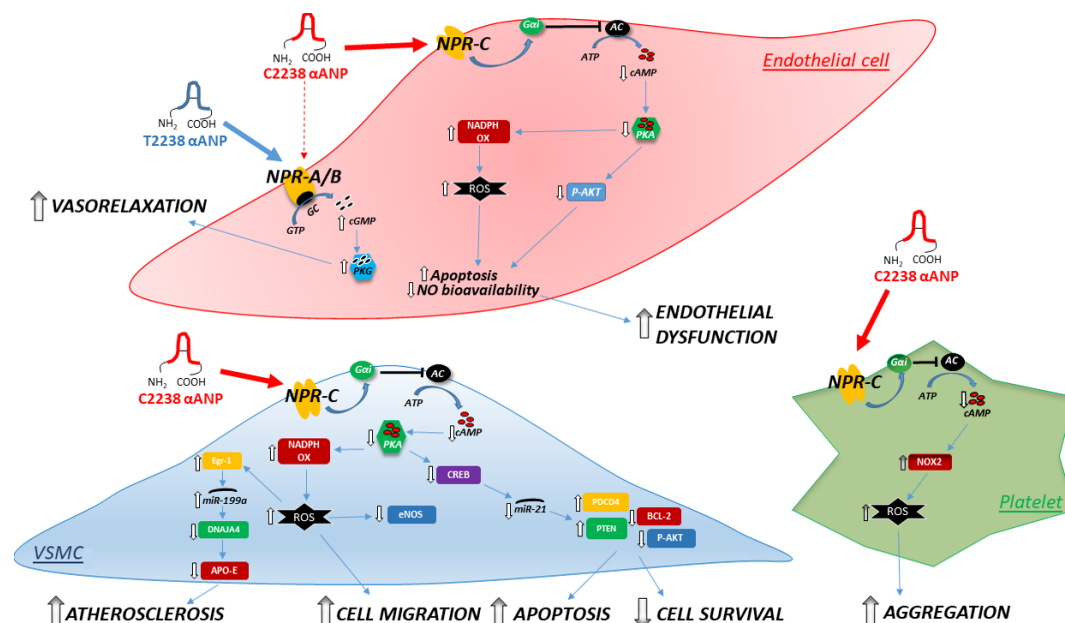 NH2 COOH
C2238 αANP
NPR-C
Gαi
AC
ATP
cAMP
Endothelial cell
NH2 COOH
T2238 αANP
NADPH
OX
PKA
ROS
P-AKT
NPR-A/B
GC
GTP
cGMP
PKG
VASORELAXATION
Apoptosis
NO bioavailability
ENDOTHELIAL
DYSFUNCTION
NH2 COOH
C2238 αANP
NPR-C
Gαi
AC
ATP
cAMP
PKA
NADPH
OX
Egr-1
CREB
miR-199a
miR-21
PDCD4
BCL-2
DNAJA4
ROS
eNOS
PTEN
P-AKT
VSMC
APO-E
ATHEROSCLEROSIS
CELL MIGRATION
APOPTOSIS
CELL SURVIVAL
NH2 COOH
C2238 αANP
NPR-C
Gαi
AC
ATP
cAMP
NOX2
ROS
Platelet
AGGREGATION